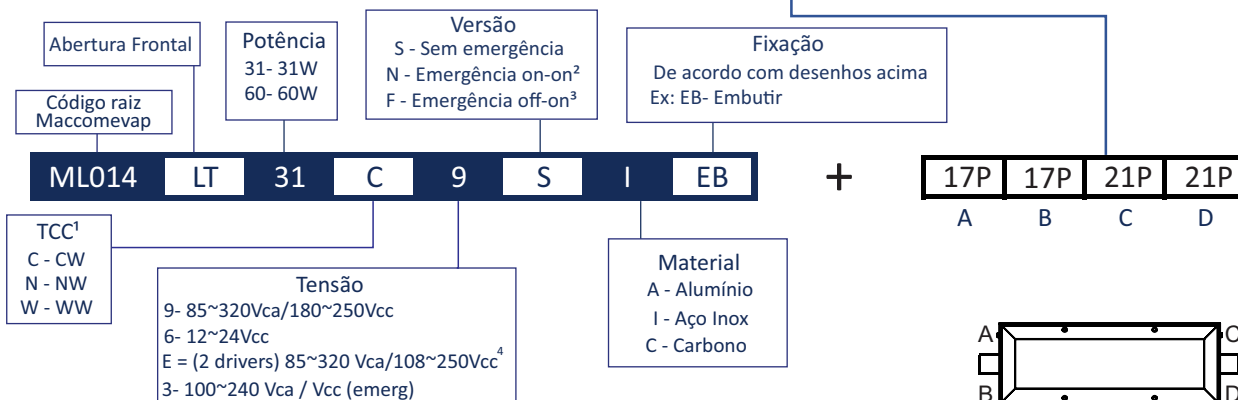 Abertura Frontal
Potência
31- 31W
60- 60W
Versão
S - Sem emergência
N - Emergência on-on²
F - Emergência off-on³
Fixação
De acordo com desenhos acima
Ex: EB- Embutir
Código raiz
Maccomevap
ML014 LT 31 C 9 S I EB + 17P 17P 21P 21P
A B C D
TCC¹
C - CW
N - NW
W - WW
Tensão
9- 85~320Vca/180~250Vcc
6- 12~24Vcc
E = (2 drivers) 85~320 Vca/108~250Vcc⁴
3- 100~240 Vca / Vcc (emerg)
Material
A - Alumínio
I - Aço Inox
C - Carbono
A C
B D